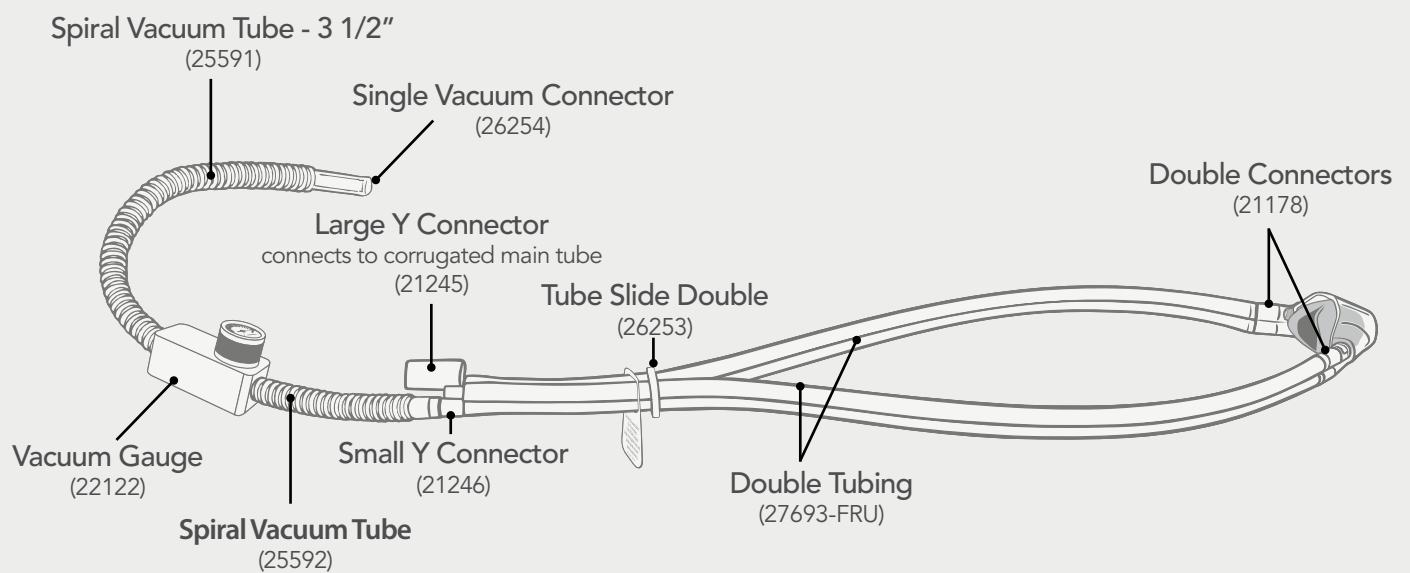 Spiral Vacuum Tube - 3 1/2”
(25591)
Single Vacuum Connector
(26254)
Large Y Connector
connects to corrugated main tube
(21245)
Tube Slide Double
(26253)
Double Connectors
(21178)
Vacuum Gauge
(22122)
Spiral Vacuum Tube
(25592)
Small Y Connector
(21246)
Double Tubing
(27693-FRU)